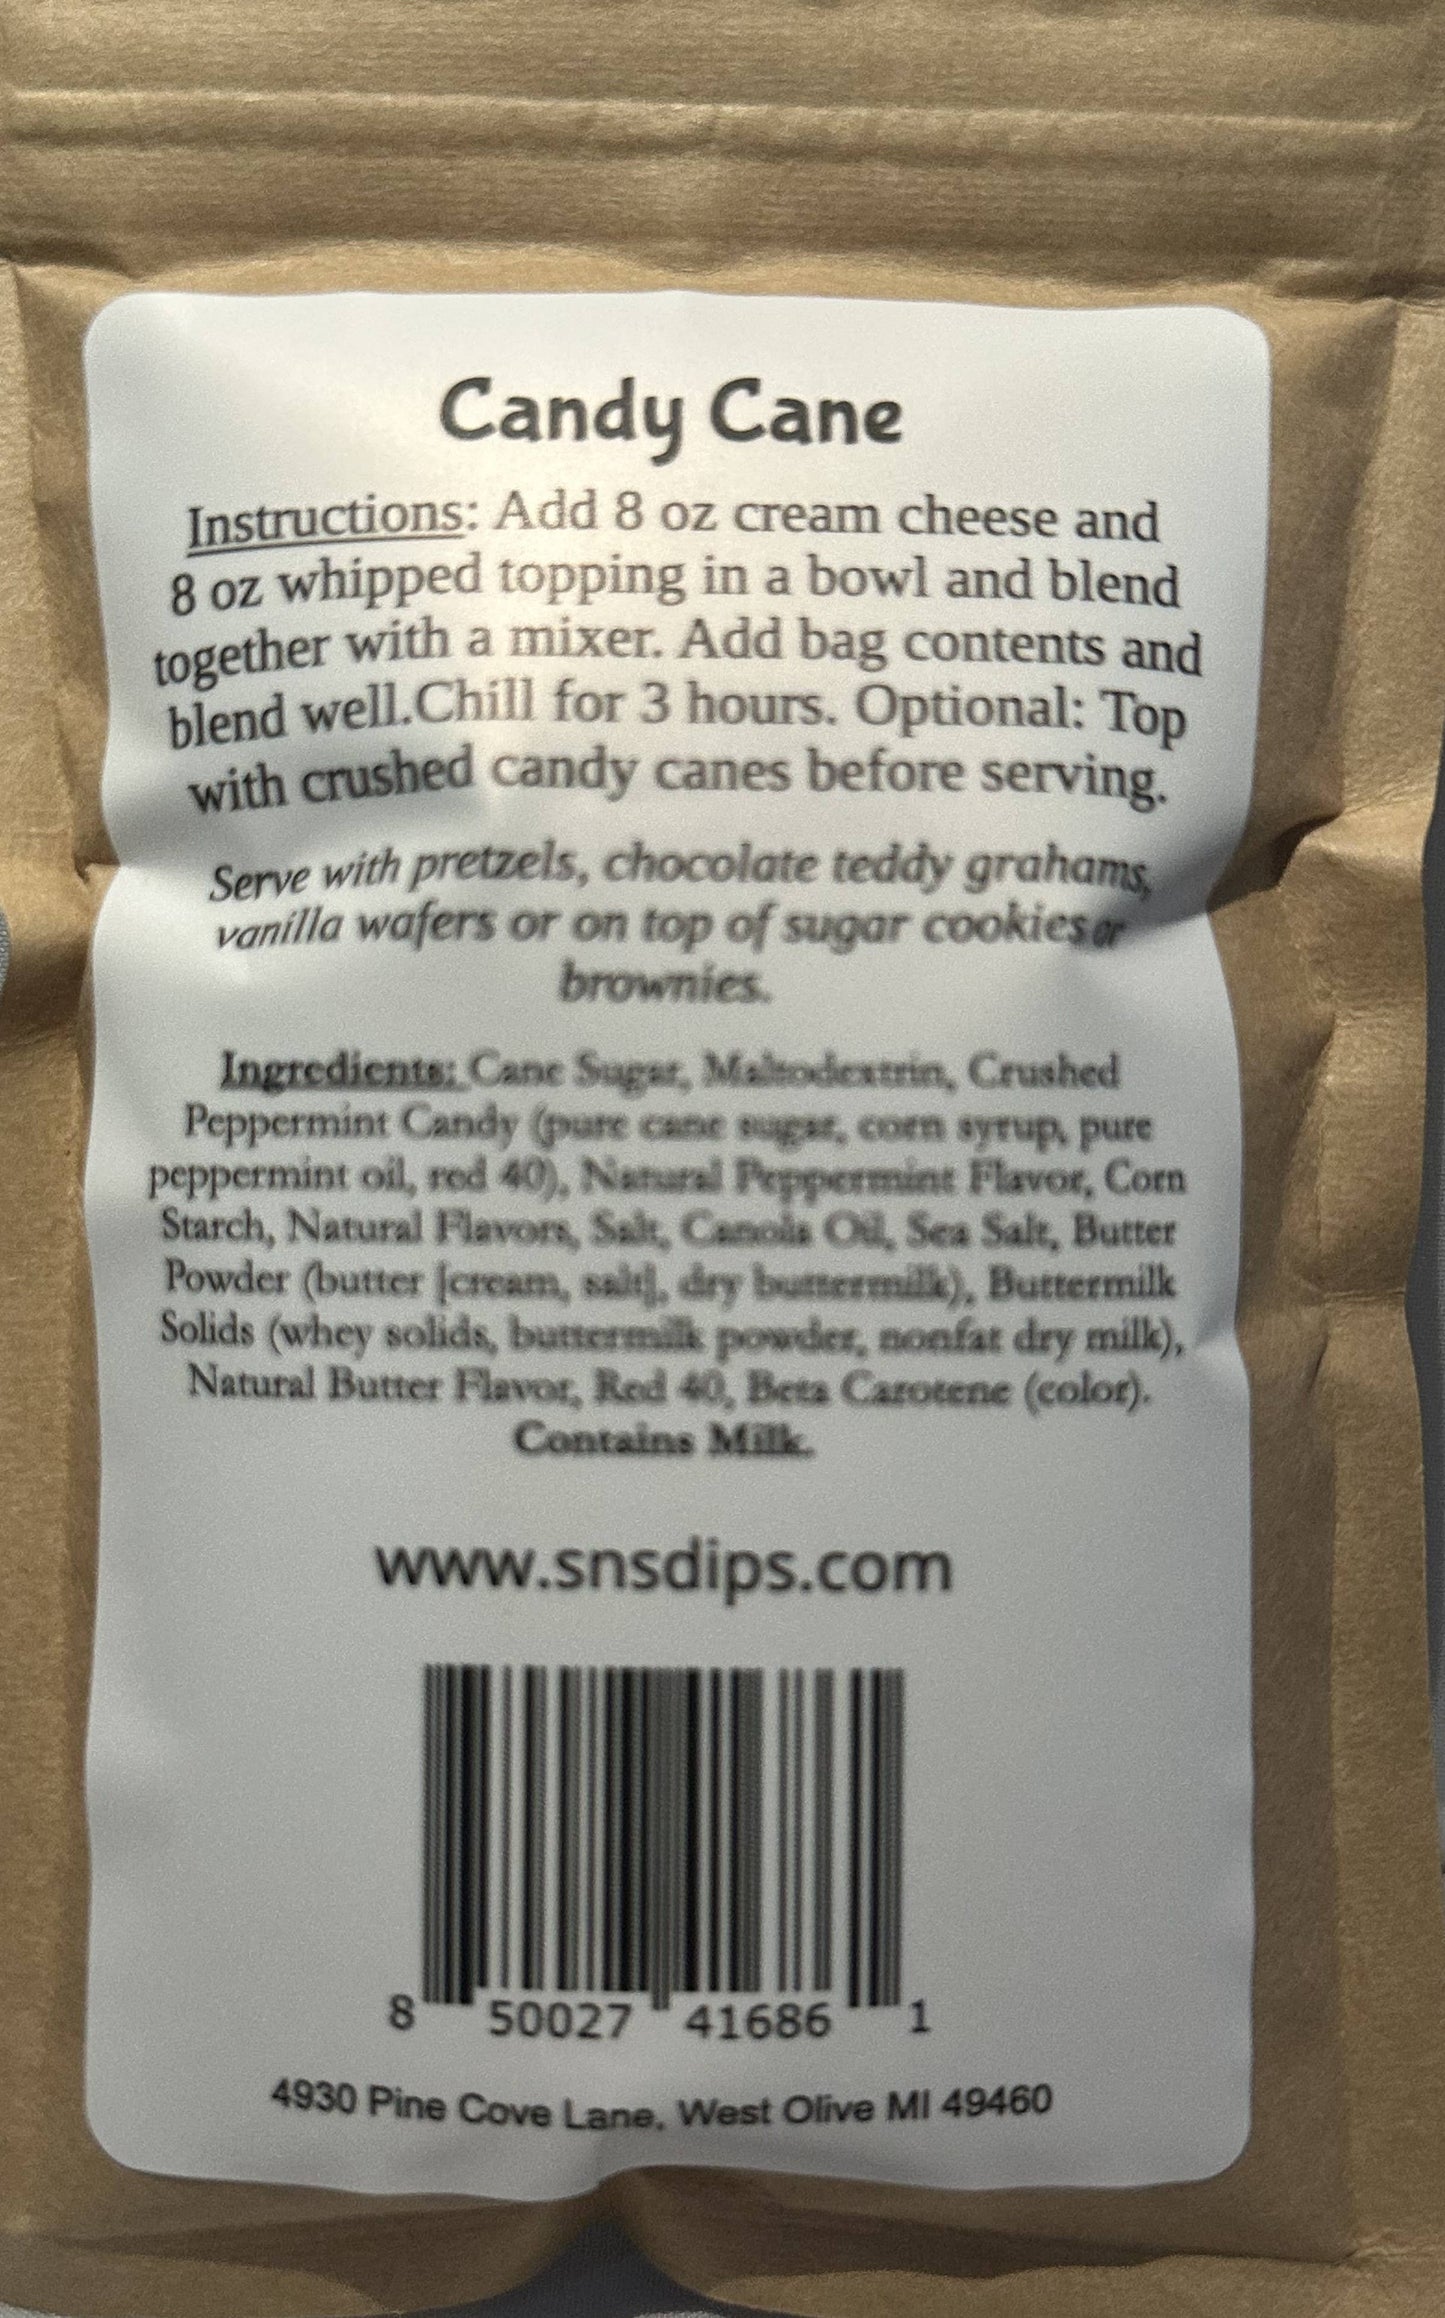 Candy Cane
Instructions: Add 8 oz cream cheese and
8 oz whipped topping in a bowl and blend
together with a mixer. Add bag contents and
blend well.Chill for 3 hours. Optional: Top
with crushed candy canes before serving.
Serve with pretzels, chocolate teddy grahams,
vanilla wafers or on top of sugar cookies or
brownies.
Ingredients: Cane Sugar, Maltodextrin, Crushed
Peppermint Candy (pure cane sugar, corn syrup, pure
peppermint oil, red 40), Natural Peppermint Flavor, Corn
Starch, Natural Flavors, Salt, Canola Oil, Sea Salt, Butter
Powder (butter [cream, salt], dry buttermilk), Buttermilk
Solids (whey solids, buttermilk powder, nonfat dry milk),
Natural Butter Flavor, Red 40, Beta Carotene (color).
Contains Milk.
www.snsdips.com
8 50027 41686 1
4930 Pine Cove Lane, West Olive MI 49460